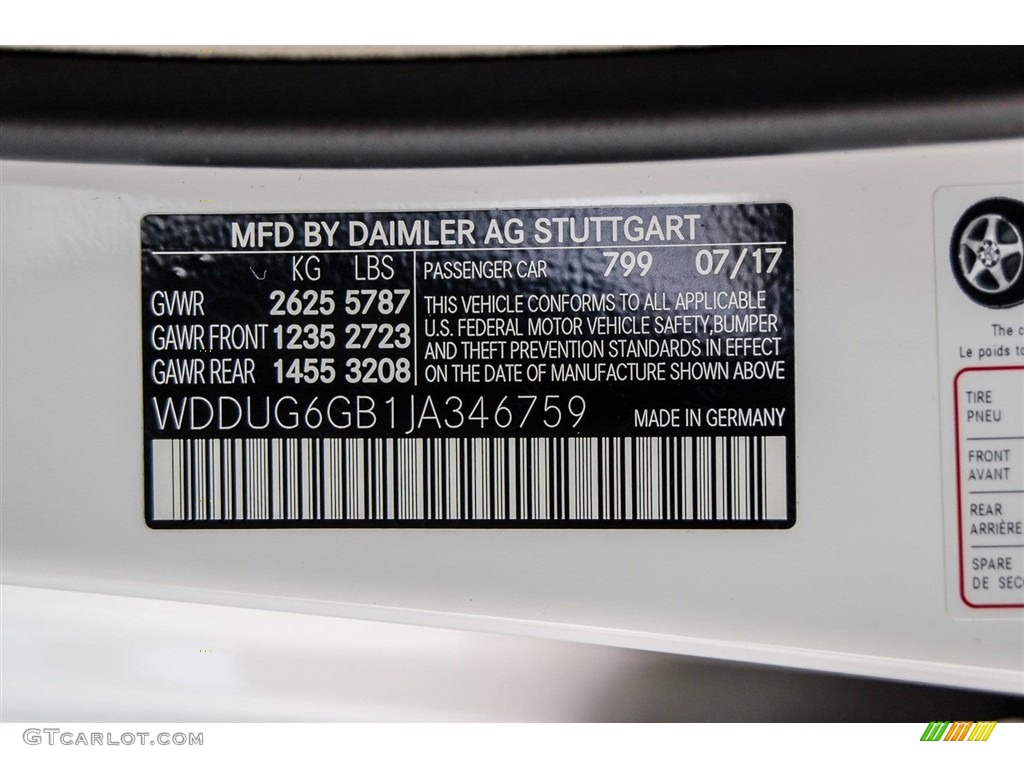 MFD BY DAIMLER AG STUTTGART
KG LBS
GVWR 2625 5787
GAWR FRONT 1235 2723
GAWR REAR 1455 3208
PASSENGER CAR 799 07/17
THIS VEHICLE CONFORMS TO ALL APPLICABLE
U.S. FEDERAL MOTOR VEHICLE SAFETY, BUMPER
AND THEFT PREVENTION STANDARDS IN EFFECT
ON THE DATE OF MANUFACTURE SHOWN ABOVE
WDDUG6GB1JA346759 MADE IN GERMANY
The c
Le poids to
TIRE
PNEU
FRONT
AVANT
REAR
ARRIÈRE
SPARE
DE SEC
GTCARLOT.COM